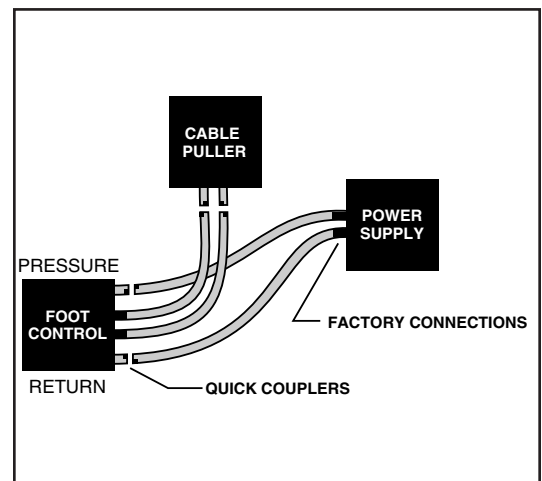 CABLE
PULLER
POWER
SUPPLY
PRESSURE
FOOT
CONTROL
FACTORY CONNECTIONS
RETURN
QUICK COUPLERS